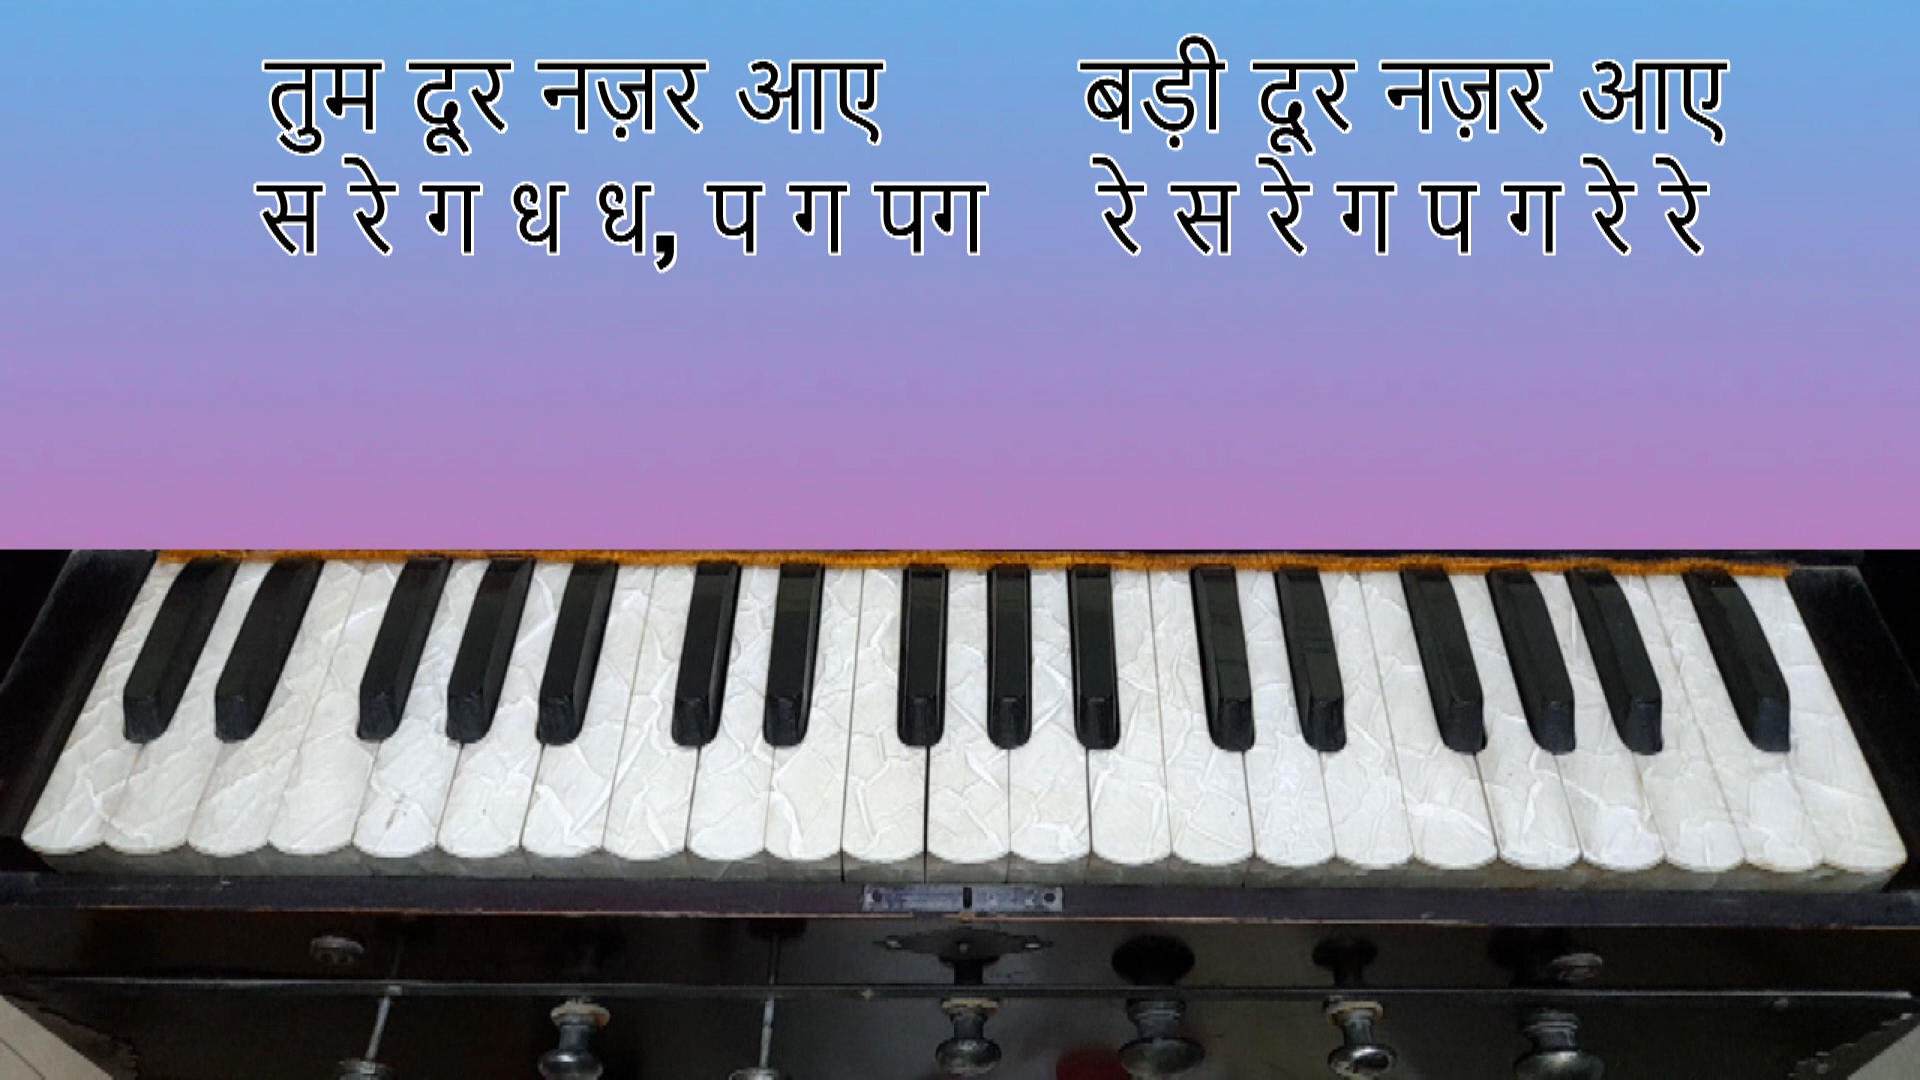 तुम दूर नज़र आए बड़ी दूर नज़र आए
स रे ग ध ध, प ग पग रे स रे ग प ग रे रे